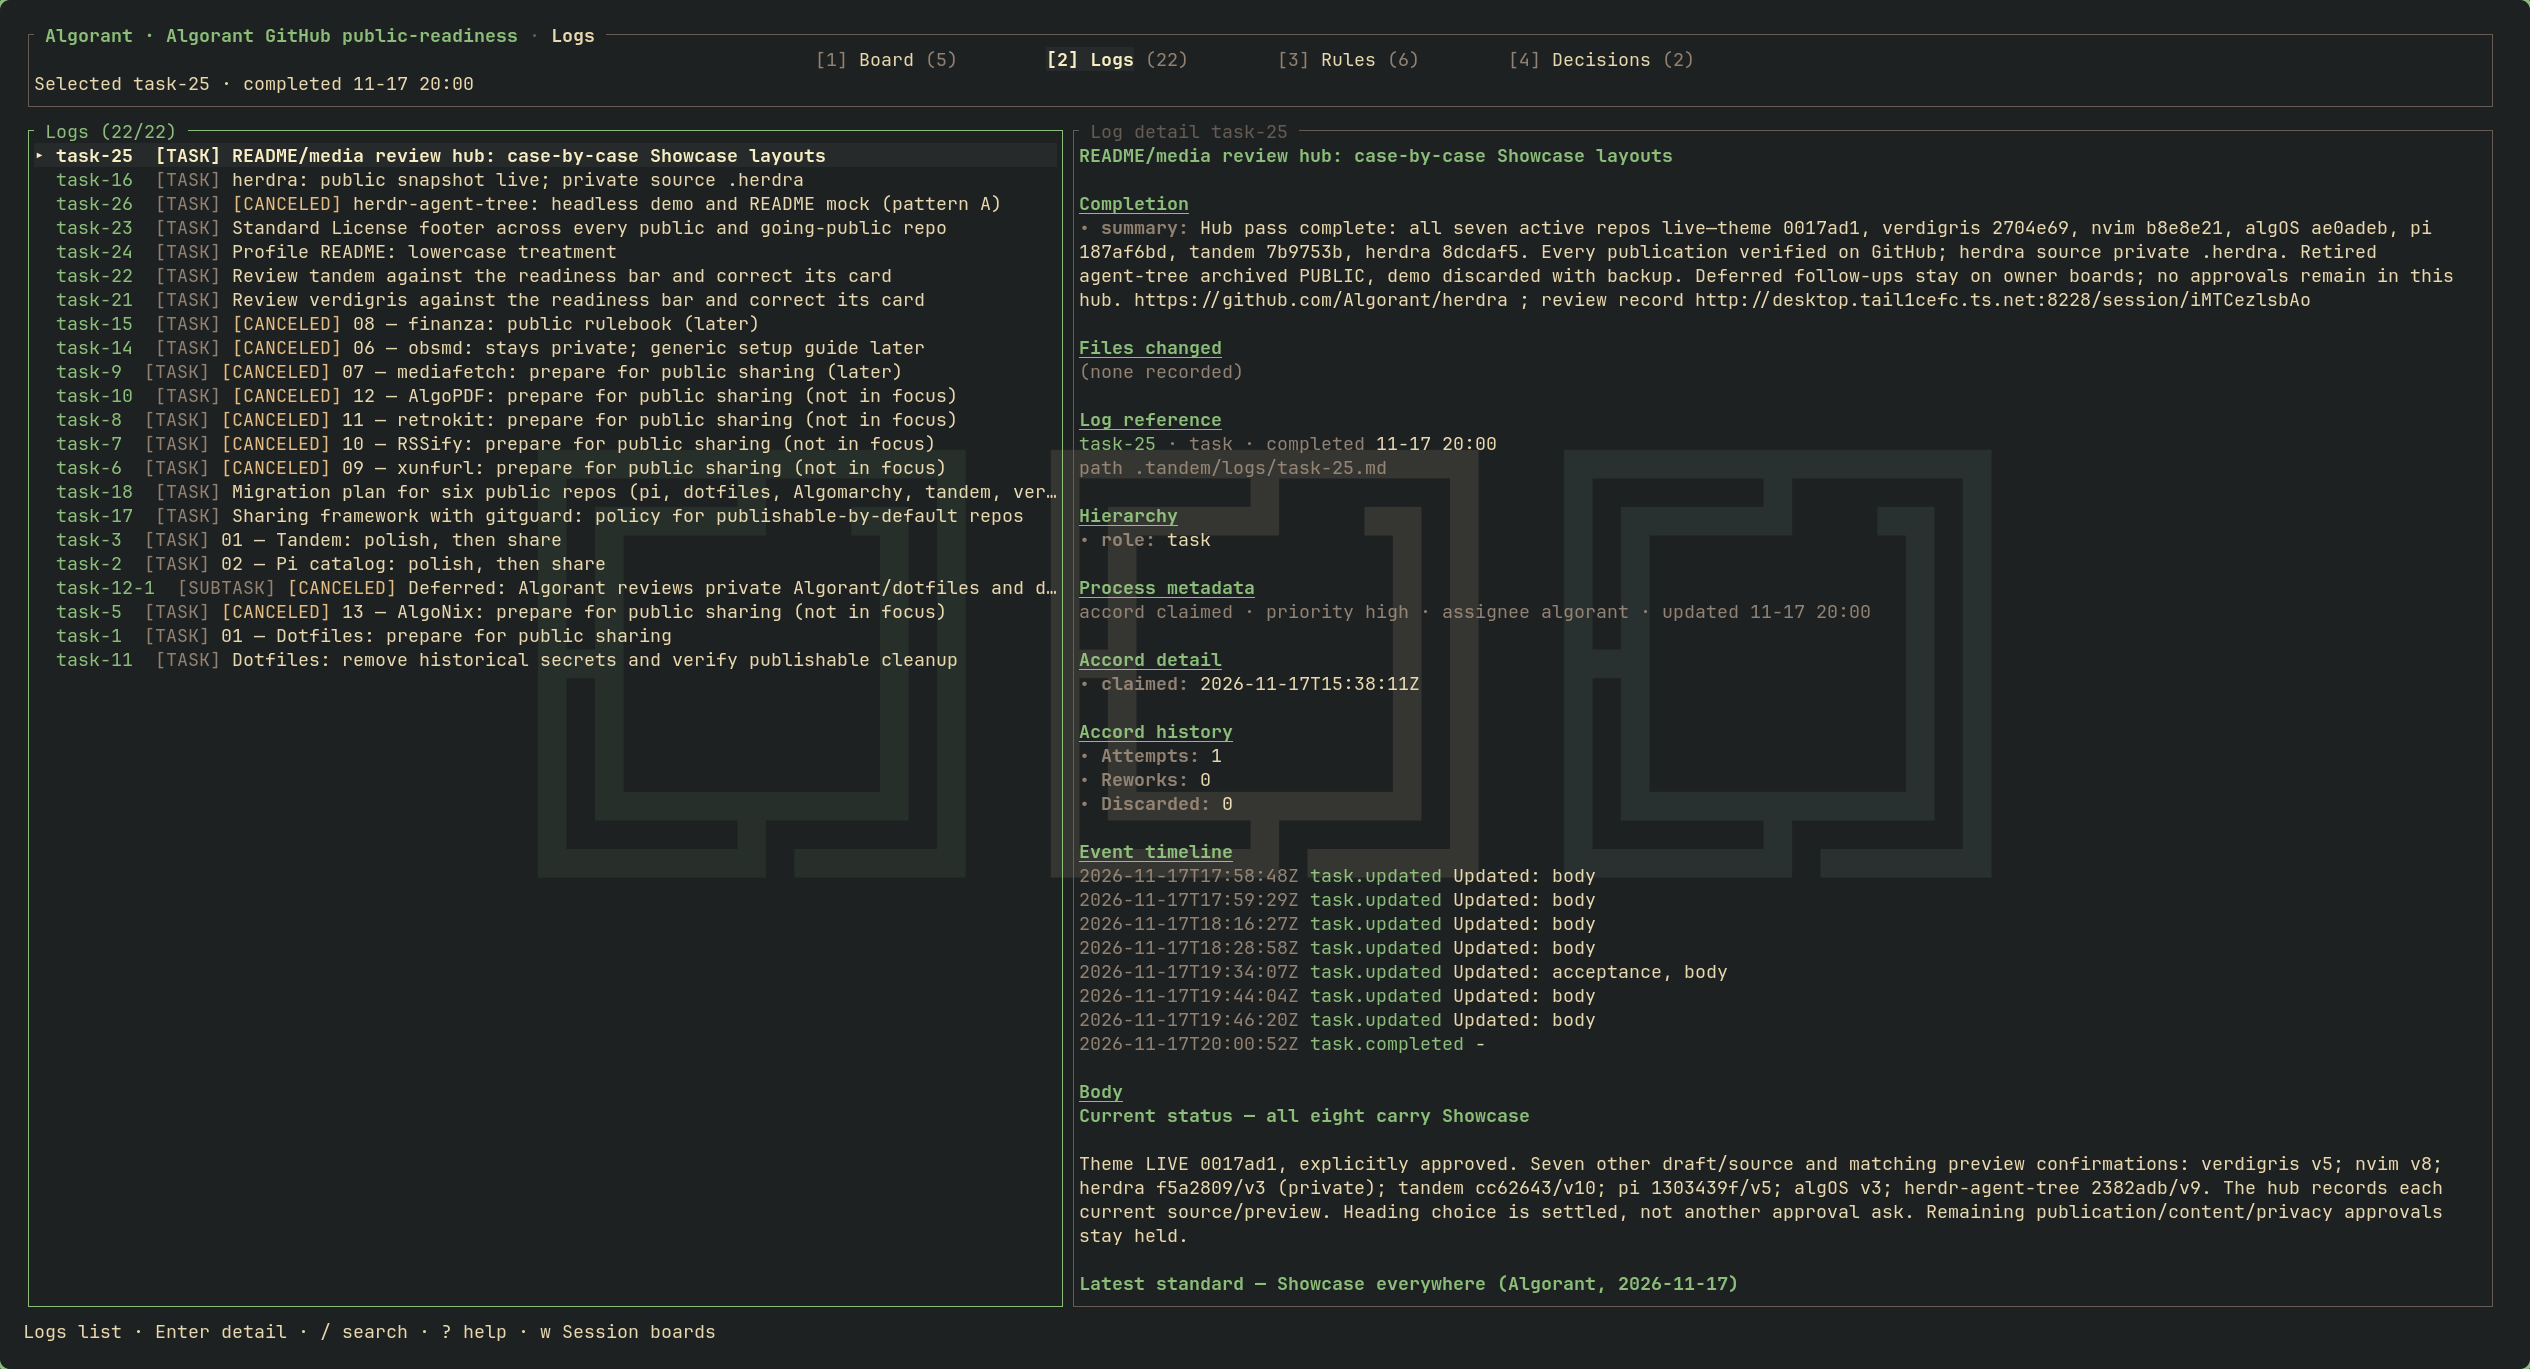 Algorant · Algorant GitHub public-readiness · Logs
[1] Board (5) [2] Logs (22) [3] Rules (6) [4] Decisions (2)
Selected task-25 · completed 11-17 20:00
Logs (22/22)
▸ task-25 [TASK] README/media review hub: case-by-case Showcase layouts
task-16 [TASK] herdra: public snapshot live; private source .herdra
task-26 [TASK] [CANCELED] herdr-agent-tree: headless demo and README mock (pattern A)
task-23 [TASK] Standard License footer across every public and going-public repo
task-24 [TASK] Profile README: lowercase treatment
task-22 [TASK] Review tandem against the readiness bar and correct its card
task-21 [TASK] Review verdigris against the readiness bar and correct its card
task-15 [TASK] [CANCELED] 08 — finanza: public rulebook (later)
task-14 [TASK] [CANCELED] 06 — obsmd: stays private; generic setup guide later
task-9 [TASK] [CANCELED] 07 — mediafetch: prepare for public sharing (later)
task-10 [TASK] [CANCELED] 12 — AlgoPDF: prepare for public sharing (not in focus)
task-8 [TASK] [CANCELED] 11 — retrokit: prepare for public sharing (not in focus)
task-7 [TASK] [CANCELED] 10 — RSSify: prepare for public sharing (not in focus)
task-6 [TASK] [CANCELED] 09 — xunfurl: prepare for public sharing (not in focus)
task-18 [TASK] Migration plan for six public repos (pi, dotfiles, Algomarchy, tandem, ver…
task-17 [TASK] Sharing framework with gitguard: policy for publishable-by-default repos
task-3 [TASK] 01 — Tandem: polish, then share
task-2 [TASK] 02 — Pi catalog: polish, then share
task-12-1 [SUBTASK] [CANCELED] Deferred: Algorant reviews private Algorant/dotfiles and d…
task-5 [TASK] [CANCELED] 13 — AlgoNix: prepare for public sharing (not in focus)
task-1 [TASK] 01 — Dotfiles: prepare for public sharing
task-11 [TASK] Dotfiles: remove historical secrets and verify publishable cleanup
Log detail task-25
README/media review hub: case-by-case Showcase layouts
Completion
• summary: Hub pass complete: all seven active repos live—theme 0017ad1, verdigris 2704e69, nvim b8e8e21, algOS ae0adeb, pi
187af6bd, tandem 7b9753b, herdra 8dcdaf5. Every publication verified on GitHub; herdra source private .herdra. Retired
agent-tree archived PUBLIC, demo discarded with backup. Deferred follow-ups stay on owner boards; no approvals remain in this
hub. https://github.com/Algorant/herdra ; review record http://desktop.tail1cefc.ts.net:8228/session/iMTCezlsbAo
Files changed
(none recorded)
Log reference
task-25 · task · completed 11-17 20:00
path .tandem/logs/task-25.md
Hierarchy
• role: task
Process metadata
accord claimed · priority high · assignee algorant · updated 11-17 20:00
Accord detail
• claimed: 2026-11-17T15:38:11Z
Accord history
• Attempts: 1
• Reworks: 0
• Discarded: 0
Event timeline
2026-11-17T17:58:48Z task.updated Updated: body
2026-11-17T17:59:29Z task.updated Updated: body
2026-11-17T18:16:27Z task.updated Updated: body
2026-11-17T18:28:58Z task.updated Updated: body
2026-11-17T19:34:07Z task.updated Updated: acceptance, body
2026-11-17T19:44:04Z task.updated Updated: body
2026-11-17T19:46:20Z task.updated Updated: body
2026-11-17T20:00:52Z task.completed -
Body
Current status — all eight carry Showcase
Theme LIVE 0017ad1, explicitly approved. Seven other draft/source and matching preview confirmations: verdigris v5; nvim v8;
herdra f5a2809/v3 (private); tandem cc62643/v10; pi 1303439f/v5; algOS v3; herdr-agent-tree 2382adb/v9. The hub records each
current source/preview. Heading choice is settled, not another approval ask. Remaining publication/content/privacy approvals
stay held.
Latest standard — Showcase everywhere (Algorant, 2026-11-17)
Logs list · Enter detail · / search · ? help · w Session boards